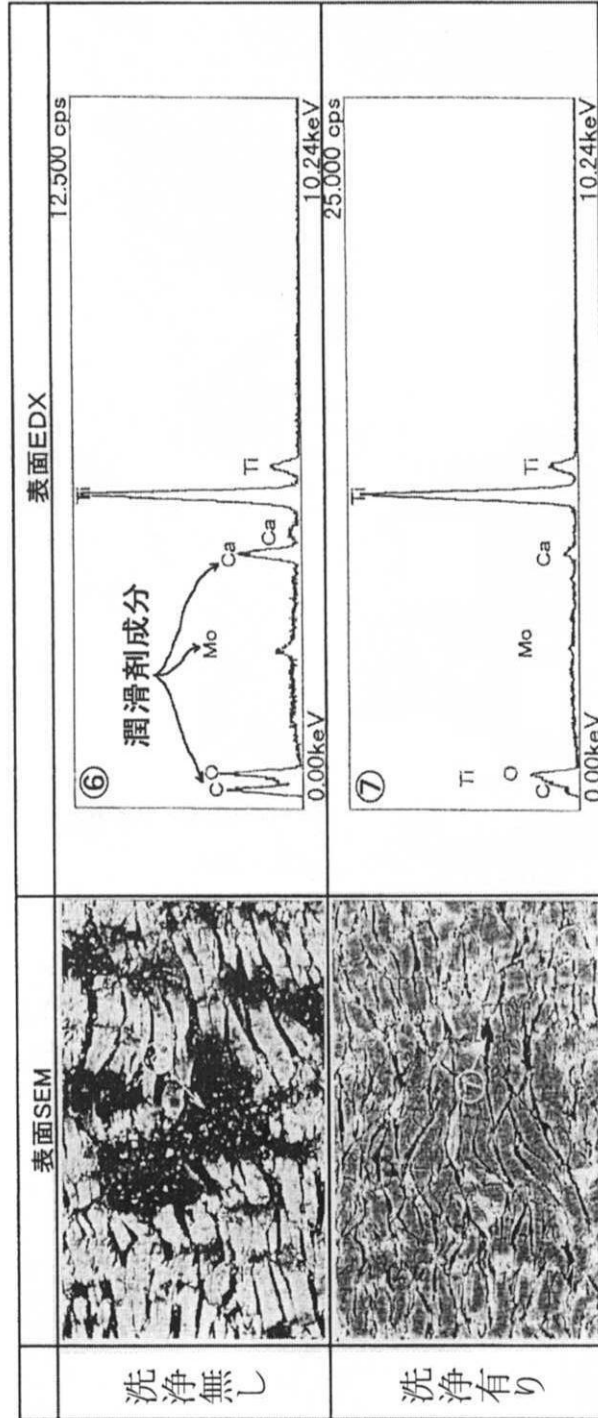 表面SEM
表面EDX
洗浄無し
⑥
潤滑剤成分
12.500 cps
C
O
Mo
Ca
Ca
Ti
Ti
0.00keV
10.24keV
洗浄有り
⑦
⑦
25.000 cps
C
O
Ti
Mo
Ca
Ti
Ti
0.00keV
10.24keV